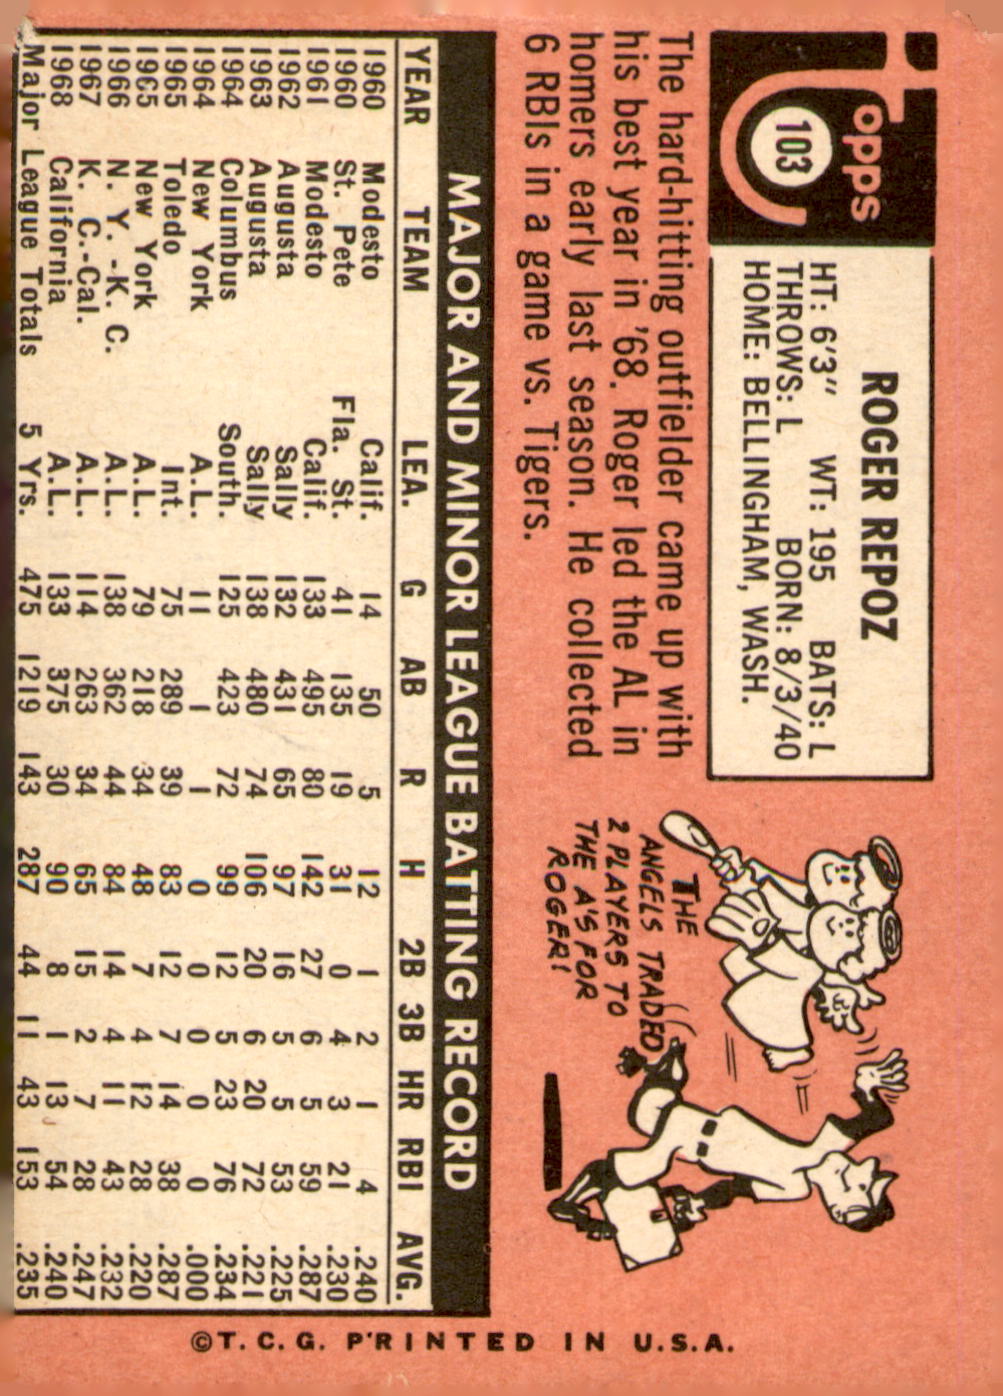 Topps
103
ROGER REPOZ
HT: 6'3" WT: 195 BATS: L
THROWS: L BORN: 8/3/40
HOME: BELLINGHAM, WASH.
The hard-hitting outfielder came up with
his best year in '68. Roger led the AL in
homers early last season. He collected
6 RBIs in a game vs. Tigers.
THE
ANGELS TRADED
2 PLAYERS TO
THE A'S FOR
ROGER!
MAJOR AND MINOR LEAGUE BATTING RECORD
YEAR TEAM LEA. G AB R H 2B 3B HR RBI AVG.
1960 Modesto Calif. 14 50 5 12 1 2 1 4 .240
1960 St. Pete Fla. St. 41 135 19 31 0 4 3 21 .230
1961 Modesto Calif. 133 495 80 142 27 6 5 59 .287
1962 Augusta Sally 132 431 65 97 16 5 5 53 .225
1963 Augusta Sally 138 480 74 106 20 6 20 72 .221
1964 Columbus South. 125 423 72 99 12 5 23 76 .234
1964 New York A.L. 11 1 1 0 0 0 0 0 .000
1965 Toledo Int. 75 289 39 83 12 7 14 38 .287
1965 New York A.L. 79 218 34 48 7 4 12 28 .220
1966 N. Y. -K. C. A.L. 138 362 44 84 14 4 11 43 .232
1967 K. C.-Cal. A.L. 114 263 34 65 15 2 7 28 .247
1968 California A.L. 133 375 30 90 8 1 13 54 .240
Major League Totals 5 Yrs. 475 1219 143 287 44 11 43 153 .235
©T.C.G. PRINTED IN U.S.A.